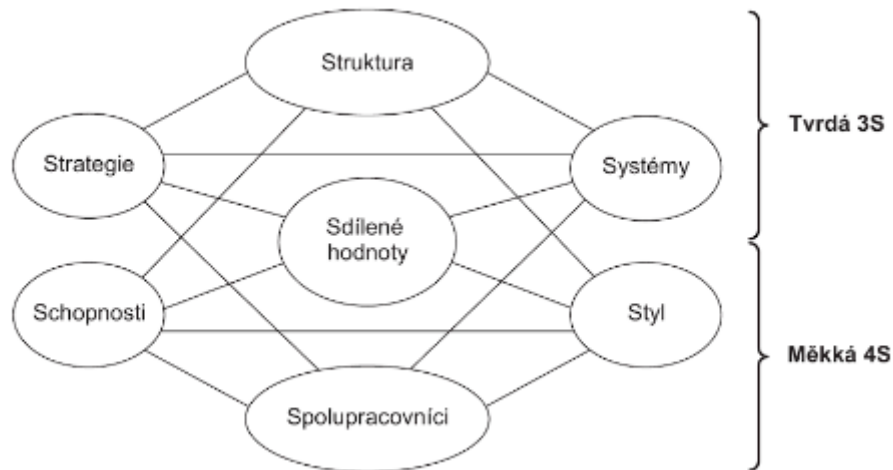 Struktura
Tvrdá 3S
Strategie
Systémy
Sdílené
hodnoty
Schopnosti
Styl
Měkká 4S
Spolupracovníci